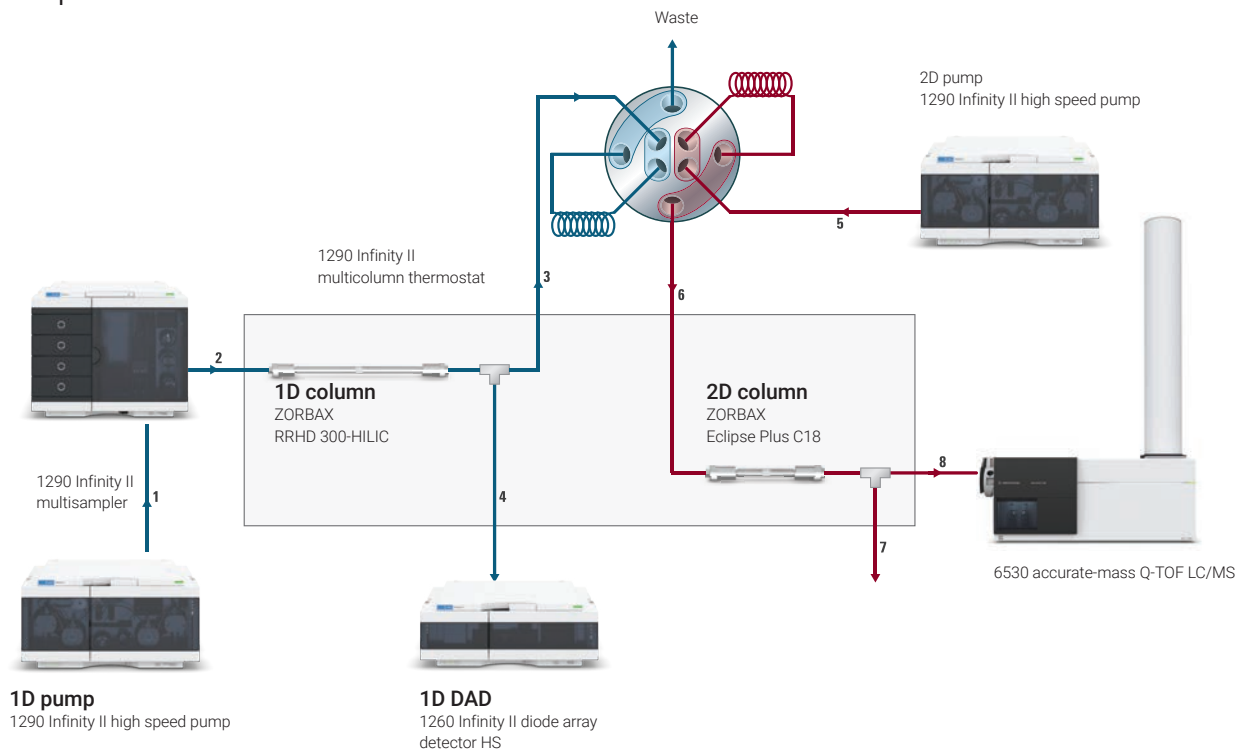 Waste
2D pump
1290 Infinity II high speed pump
5
1290 Infinity II
multicolumn thermostat
3
6
2
1D column
ZORBAX
RRHD 300-HILIC
2D column
ZORBAX
Eclipse Plus C18
8
1290 Infinity II
multisampler
1
4
7
6530 accurate-mass Q-TOF LC/MS
1D pump
1290 Infinity II high speed pump
1D DAD
1260 Infinity II diode array
detector HS